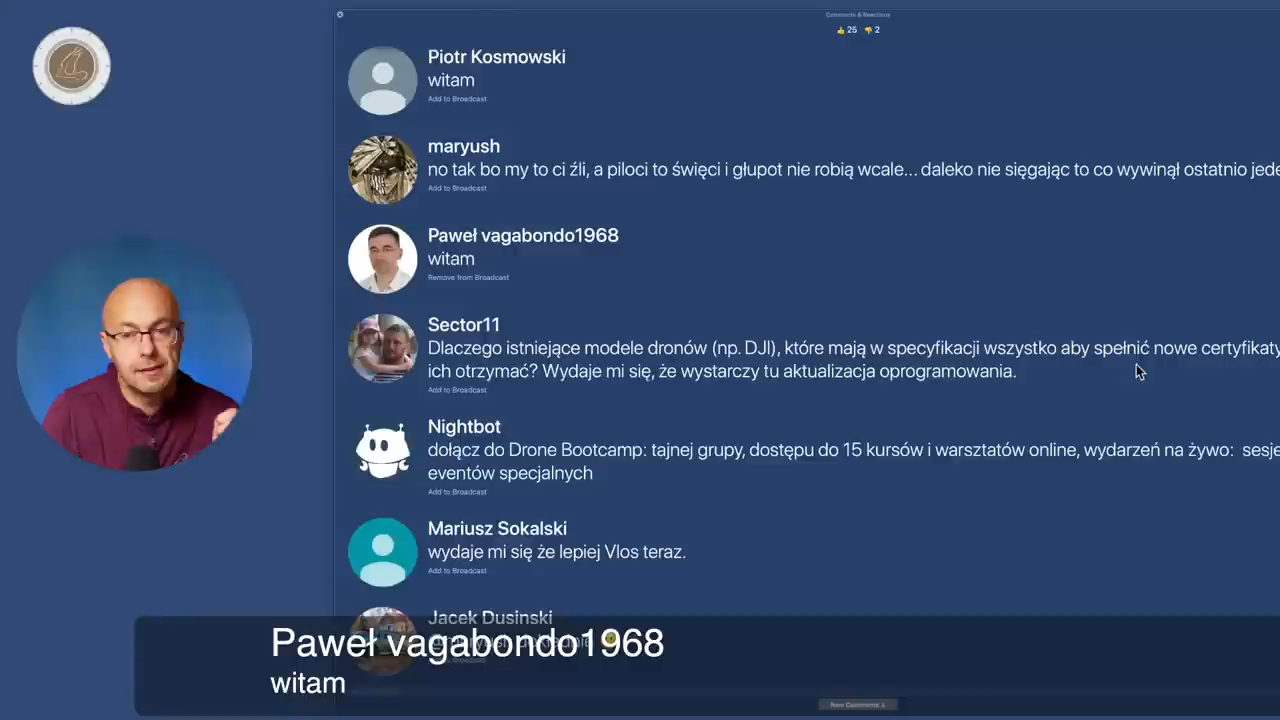 Comments & Reactions
👍 26 👎 2
Piotr Kosmowski
witam
Add to Broadcast
maryush
no tak bo my to ci źli, a piloci to święci i głupot nie robią wcale... daleko nie sięgając to co wywinął ostatnio jede
Add to Broadcast
Paweł vagabondo1968
witam
Remove from Broadcast
Sector11
Dlaczego istniejące modele dronów (np. DJI), które mają w specyfikacji wszystko aby spełnić nowe certyfikaty
ich otrzymać? Wydaje mi się, że wystarczy tu aktualizacja oprogramowania.
Add to Broadcast
Nightbot
dołącz do Drone Bootcamp: tajnej grupy, dostępu do 15 kursów i warsztatów online, wydarzeń na żywo: sesje
eventów specjalnych
Add to Broadcast
Mariusz Sokalski
wydaje mi się że lepiej Vlos teraz.
Add to Broadcast
Jacek Dusinski
Paweł vagabondo1968
witam
New Comments ↓